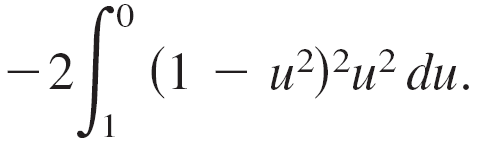 −2∫₁⁰ (1 − u²)²u² du.